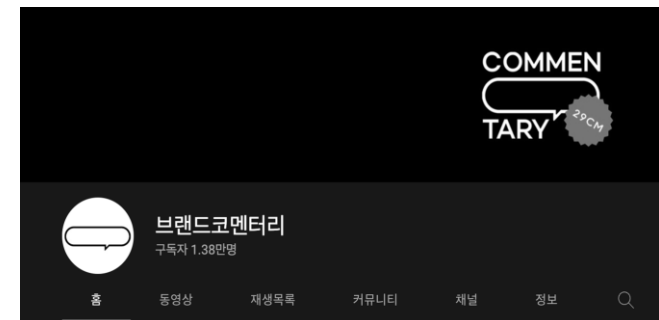 COMMEN
TARY
29CM
브랜드코멘터리
구독자 1.38만명
홈 동영상 재생목록 커뮤니티 채널 정보